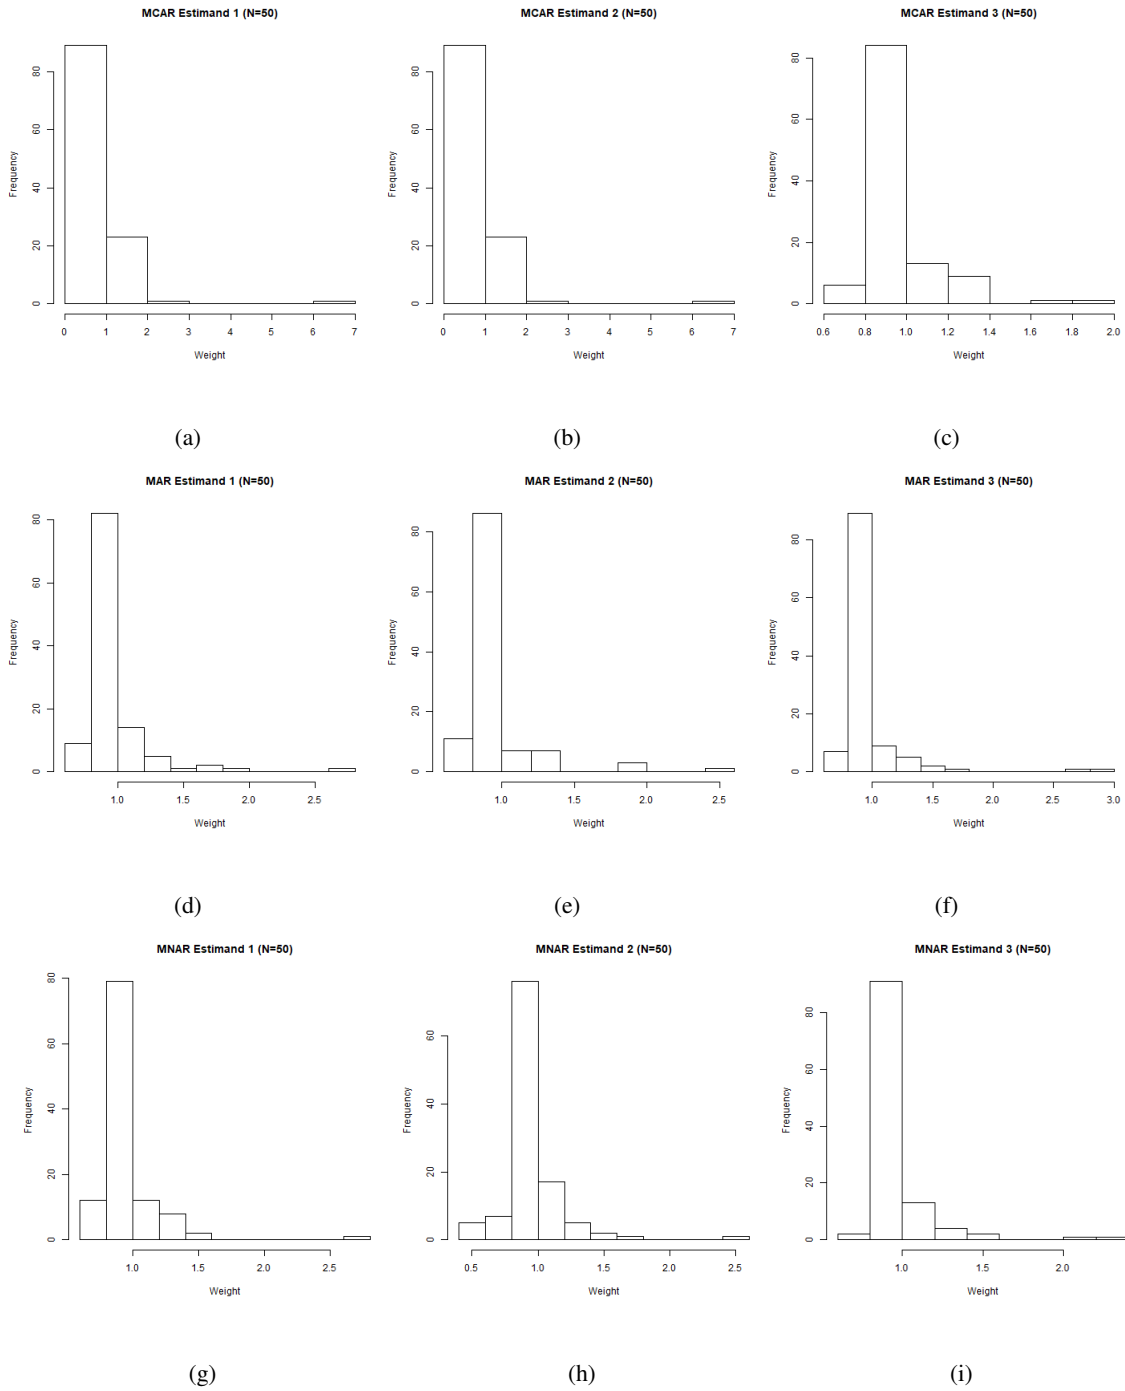 MCAR Estimand 1 (N=50)
MCAR Estimand 2 (N=50)
MCAR Estimand 3 (N=50)
Frequency
0 20 40 60 80
0 1 2 3 4 5 6 7
Weight
Frequency
0 20 40 60 80
0 1 2 3 4 5 6 7
Weight
Frequency
0 20 40 60 80
0.6 0.8 1.0 1.2 1.4 1.6 1.8 2.0
Weight
(a)
(b)
(c)
MAR Estimand 1 (N=50)
MAR Estimand 2 (N=50)
MAR Estimand 3 (N=50)
Frequency
0 20 40 60 80
1.0 1.5 2.0 2.5
Weight
Frequency
0 20 40 60 80
1.0 1.5 2.0 2.5
Weight
Frequency
0 20 40 60 80
1.0 1.5 2.0 2.5 3.0
Weight
(d)
(e)
(f)
MNAR Estimand 1 (N=50)
MNAR Estimand 2 (N=50)
MNAR Estimand 3 (N=50)
Frequency
0 20 40 60 80
1.0 1.5 2.0 2.5
Weight
Frequency
0 20 40 60
0.5 1.0 1.5 2.0 2.5
Weight
Frequency
0 20 40 60 80
1.0 1.5 2.0
Weight
(g)
(h)
(i)